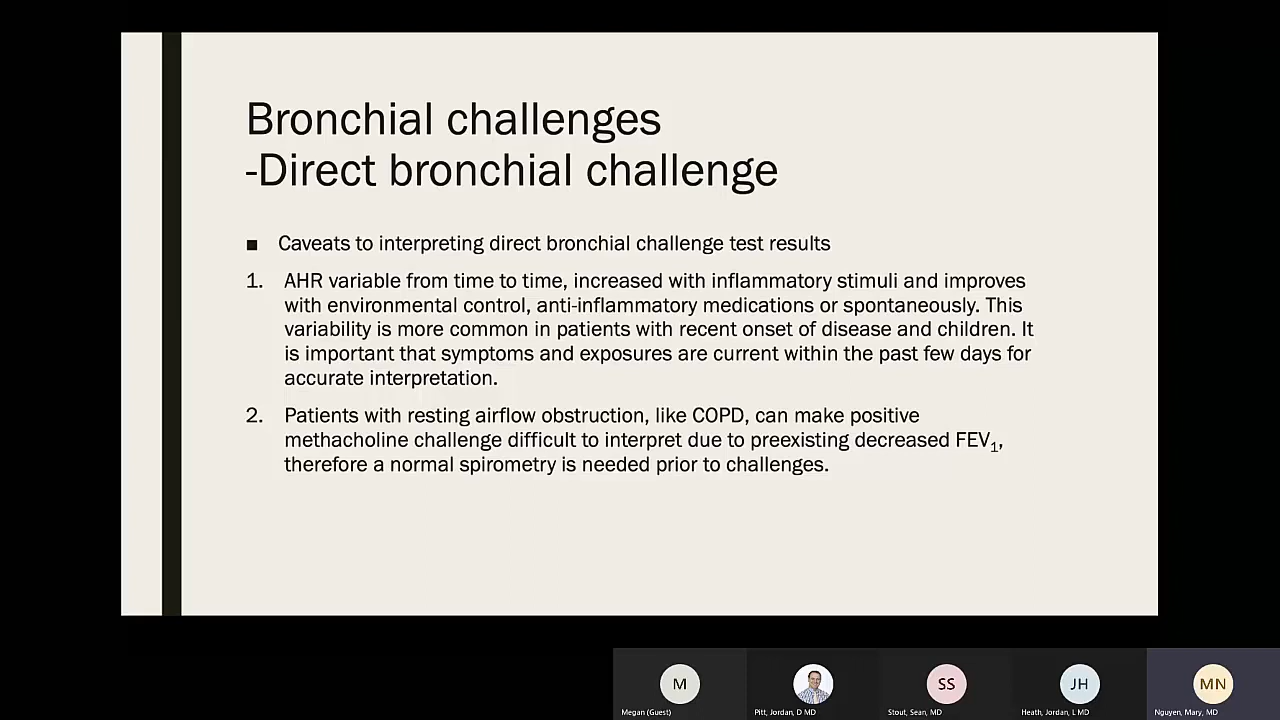 Bronchial challenges
-Direct bronchial challenge
■ Caveats to interpreting direct bronchial challenge test results
1. AHR variable from time to time, increased with inflammatory stimuli and improves
with environmental control, anti-inflammatory medications or spontaneously. This
variability is more common in patients with recent onset of disease and children. It
is important that symptoms and exposures are current within the past few days for
accurate interpretation.
2. Patients with resting airflow obstruction, like COPD, can make positive
methacholine challenge difficult to interpret due to preexisting decreased FEV₁,
therefore a normal spirometry is needed prior to challenges.
M
SS
JH
MN
Megan (Guest)
Pitt, Jordan, D MD
Stout, Sean, MD
Heath, Jordan, L MD
Nguyen, Mary, MD